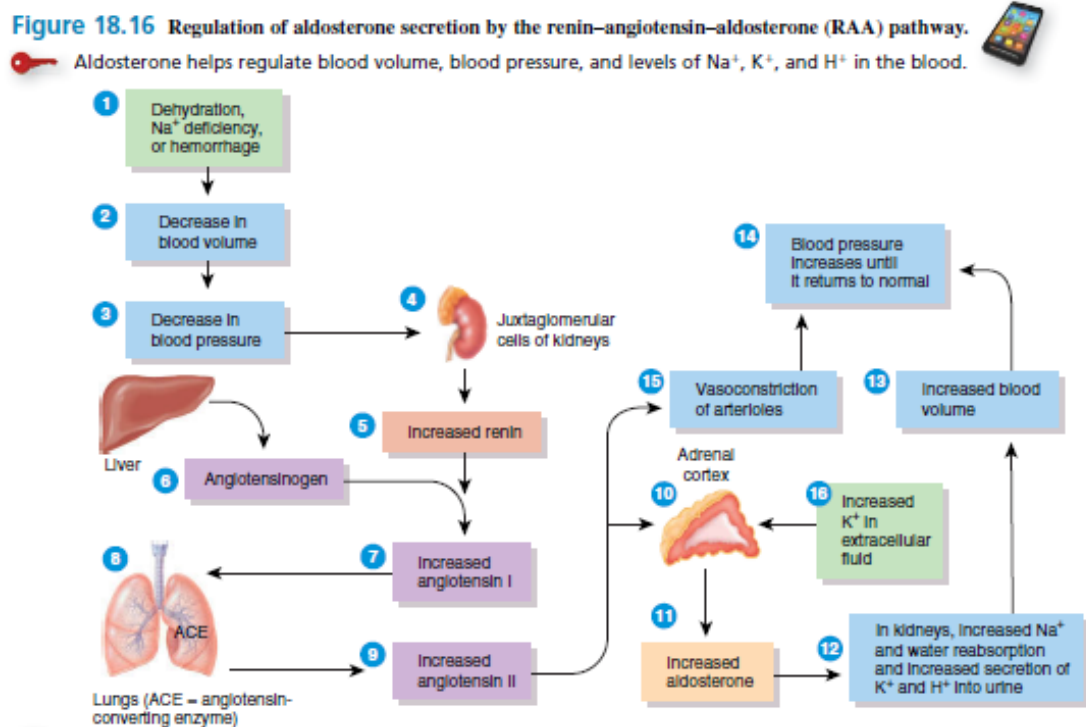 Figure 18.16 Regulation of aldosterone secretion by the renin–angiotensin–aldosterone (RAA) pathway.
Aldosterone helps regulate blood volume, blood pressure, and levels of Na⁺, K⁺, and H⁺ in the blood.
1
Dehydration,
Na⁺ deficiency,
or hemorrhage
2
Decrease in
blood volume
3
Decrease in
blood pressure
4
Juxtaglomerular
cells of kidneys
5
Increased renin
Liver
6
Angiotensinogen
7
Increased
angiotensin I
8
ACE
Lungs (ACE = angiotensin-
converting enzyme)
9
Increased
angiotensin II
10
Adrenal
cortex
11
Increased
aldosterone
12
In kidneys, increased Na⁺
and water reabsorption
and increased secretion of
K⁺ and H⁺ into urine
13
Increased blood
volume
14
Blood pressure
increases until
it returns to normal
15
Vasoconstriction
of arterioles
16
Increased
K⁺ in
extracellular
fluid